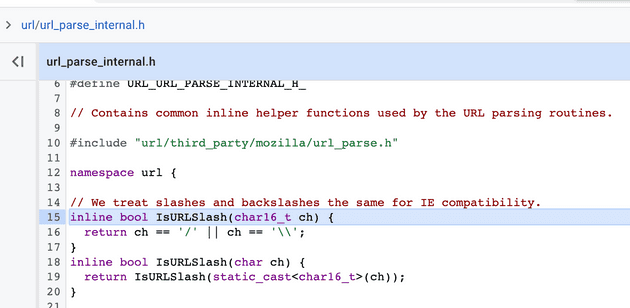 url/url_parse_internal.h
url_parse_internal.h
6 #define URL_URL_PARSE_INTERNAL_H_
7
8 // Contains common inline helper functions used by the URL parsing routines.
9
10 #include "url/third_party/mozilla/url_parse.h"
11
12 namespace url {
13
14 // We treat slashes and backslashes the same for IE compatibility.
15 inline bool IsURLSlash(char16_t ch) {
16   return ch == '/' || ch == '\\';
17 }
18 inline bool IsURLSlash(char ch) {
19   return IsURLSlash(static_cast<char16_t>(ch));
20 }
21